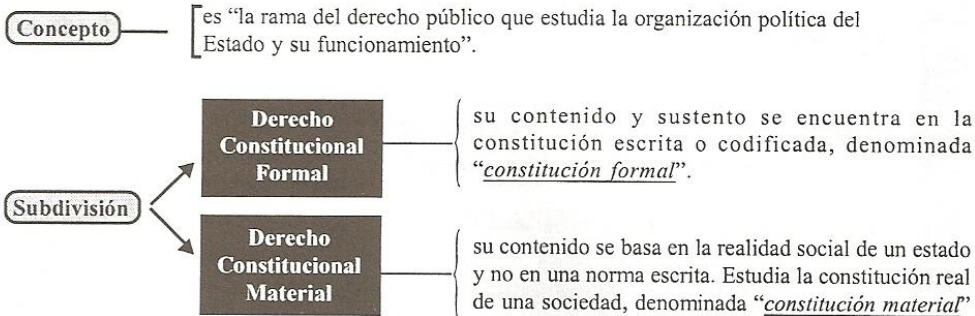 Concepto
es “la rama del derecho público que estudia la organización política del
Estado y su funcionamiento”.
Subdivisión
Derecho
Constitucional
Formal
su contenido y sustento se encuentra en la
constitución escrita o codificada, denominada
“constitución formal”.
Derecho
Constitucional
Material
su contenido se basa en la realidad social de un estado
y no en una norma escrita. Estudia la constitución real
de una sociedad, denominada “constitución material”